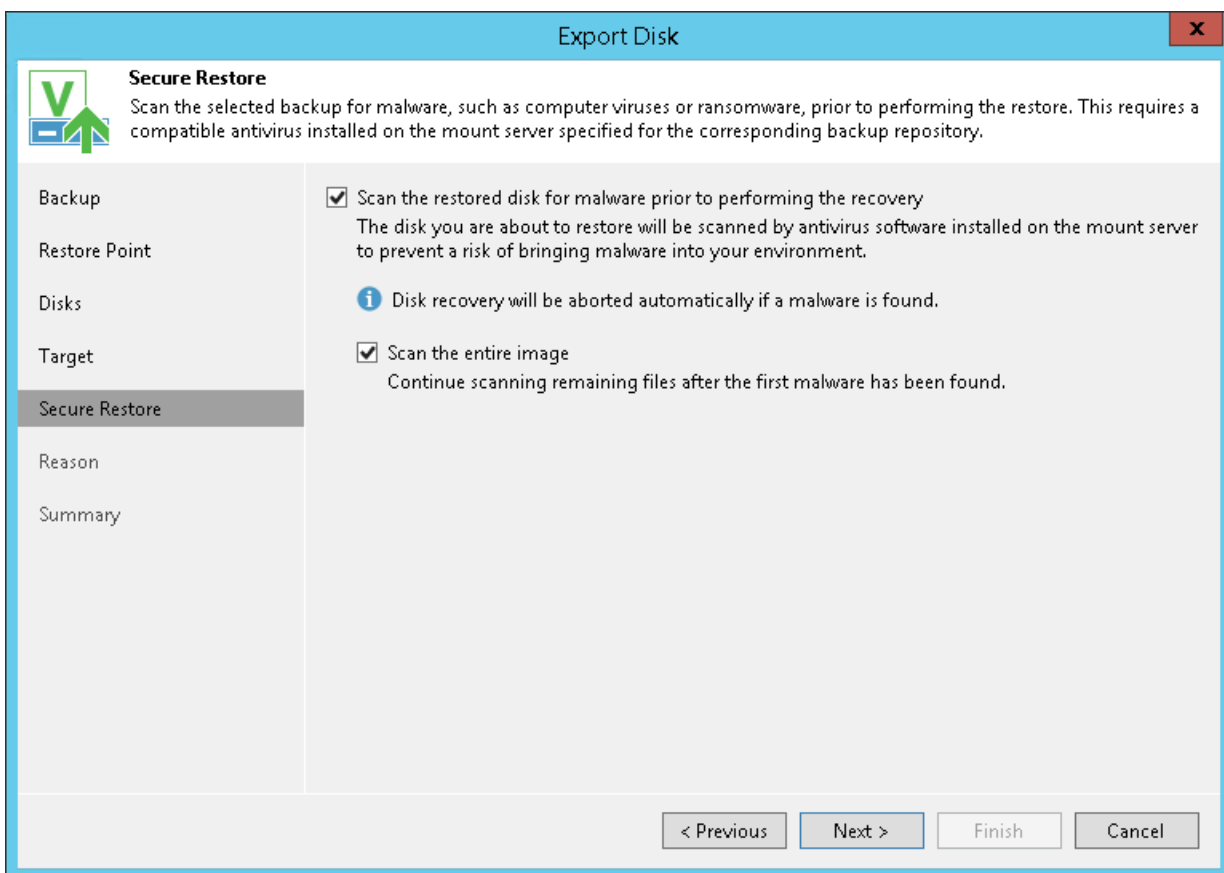 Export Disk
x
V
Secure Restore
Scan the selected backup for malware, such as computer viruses or ransomware, prior to performing the restore. This requires a
compatible antivirus installed on the mount server specified for the corresponding backup repository.
Backup
Restore Point
Disks
Target
Secure Restore
Reason
Summary
Scan the restored disk for malware prior to performing the recovery
The disk you are about to restore will be scanned by antivirus software installed on the mount server
to prevent a risk of bringing malware into your environment.
i
Disk recovery will be aborted automatically if a malware is found.
Scan the entire image
Continue scanning remaining files after the first malware has been found.
< Previous
Next >
Finish
Cancel